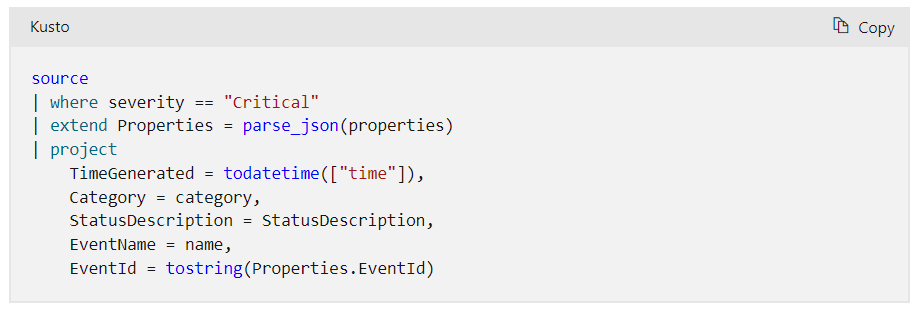 Kusto
Copy
source
| where severity == "Critical"
| extend Properties = parse_json(properties)
| project
    TimeGenerated = todatetime(["time"]),
    Category = category,
    StatusDescription = StatusDescription,
    EventName = name,
    EventId = tostring(Properties.EventId)